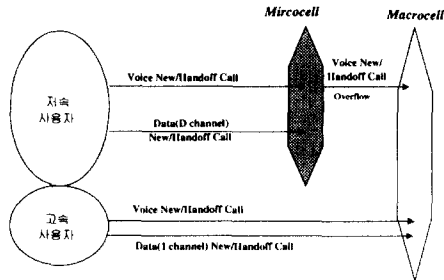 Mircocell
Macrocell
Voice New/Handoff Call
Voice New/
Handoff Call
Overflow
저속
사용자
Data(D channel)
New/Handoff Call
고속
사용자
Voice New/Handoff Call
Data(1 channel) New/Handoff Call